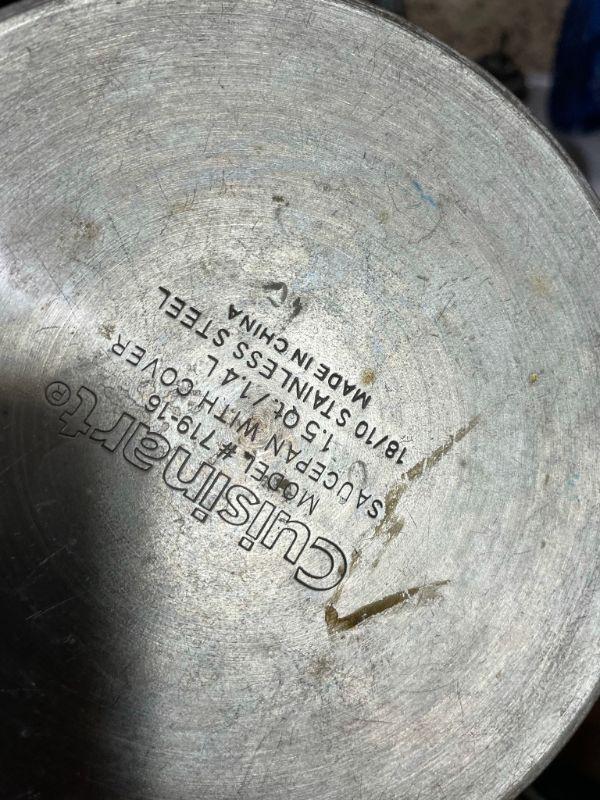 Cuisinart®
MODEL # 719-16
SAUCEPAN WITH COVER
1.5 Qt./1.4 L
18/10 STAINLESS STEEL
MADE IN CHINA